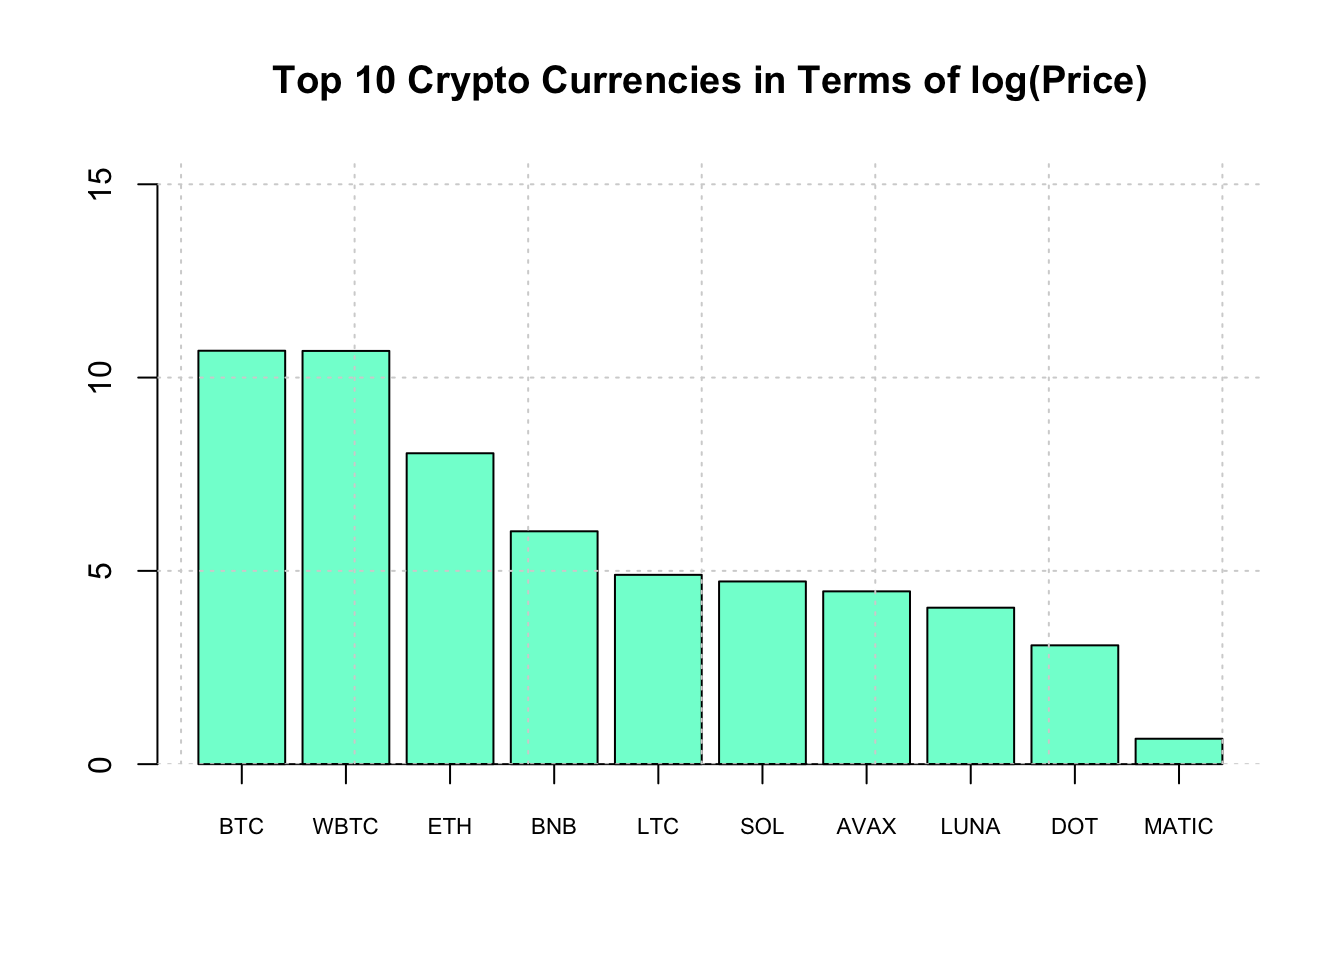 Top 10 Crypto Currencies in Terms of log(Price)
15
10
5
0
BTC WBTC ETH BNB LTC SOL AVAX LUNA DOT MATIC